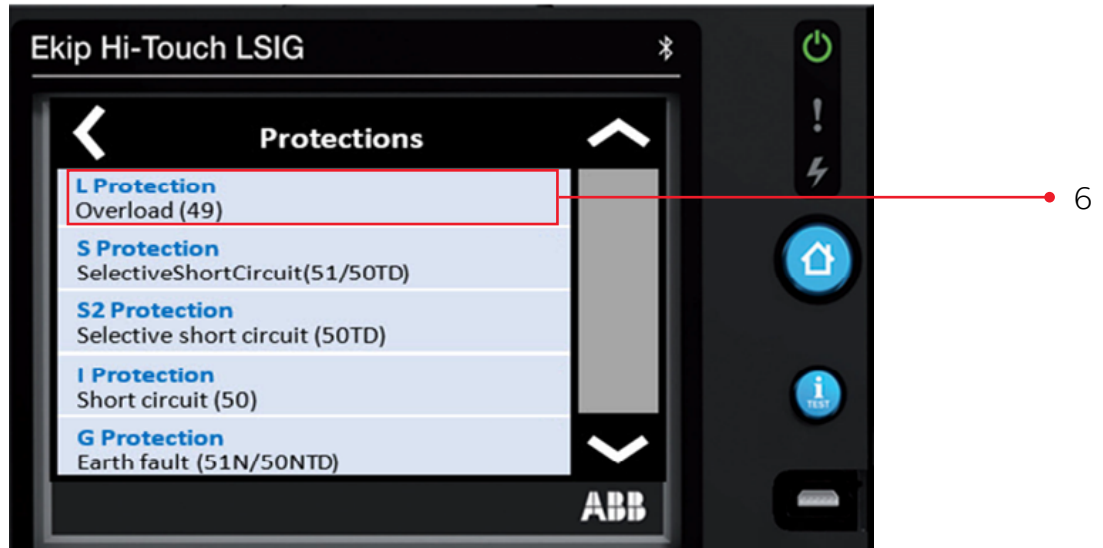 Ekip Hi-Touch LSIG
Protections
L Protection
Overload (49)
S Protection
SelectiveShortCircuit(51/50TD)
S2 Protection
Selective short circuit (50TD)
I Protection
Short circuit (50)
G Protection
Earth fault (51N/50NTD)
ABB
!
i
TEST
6